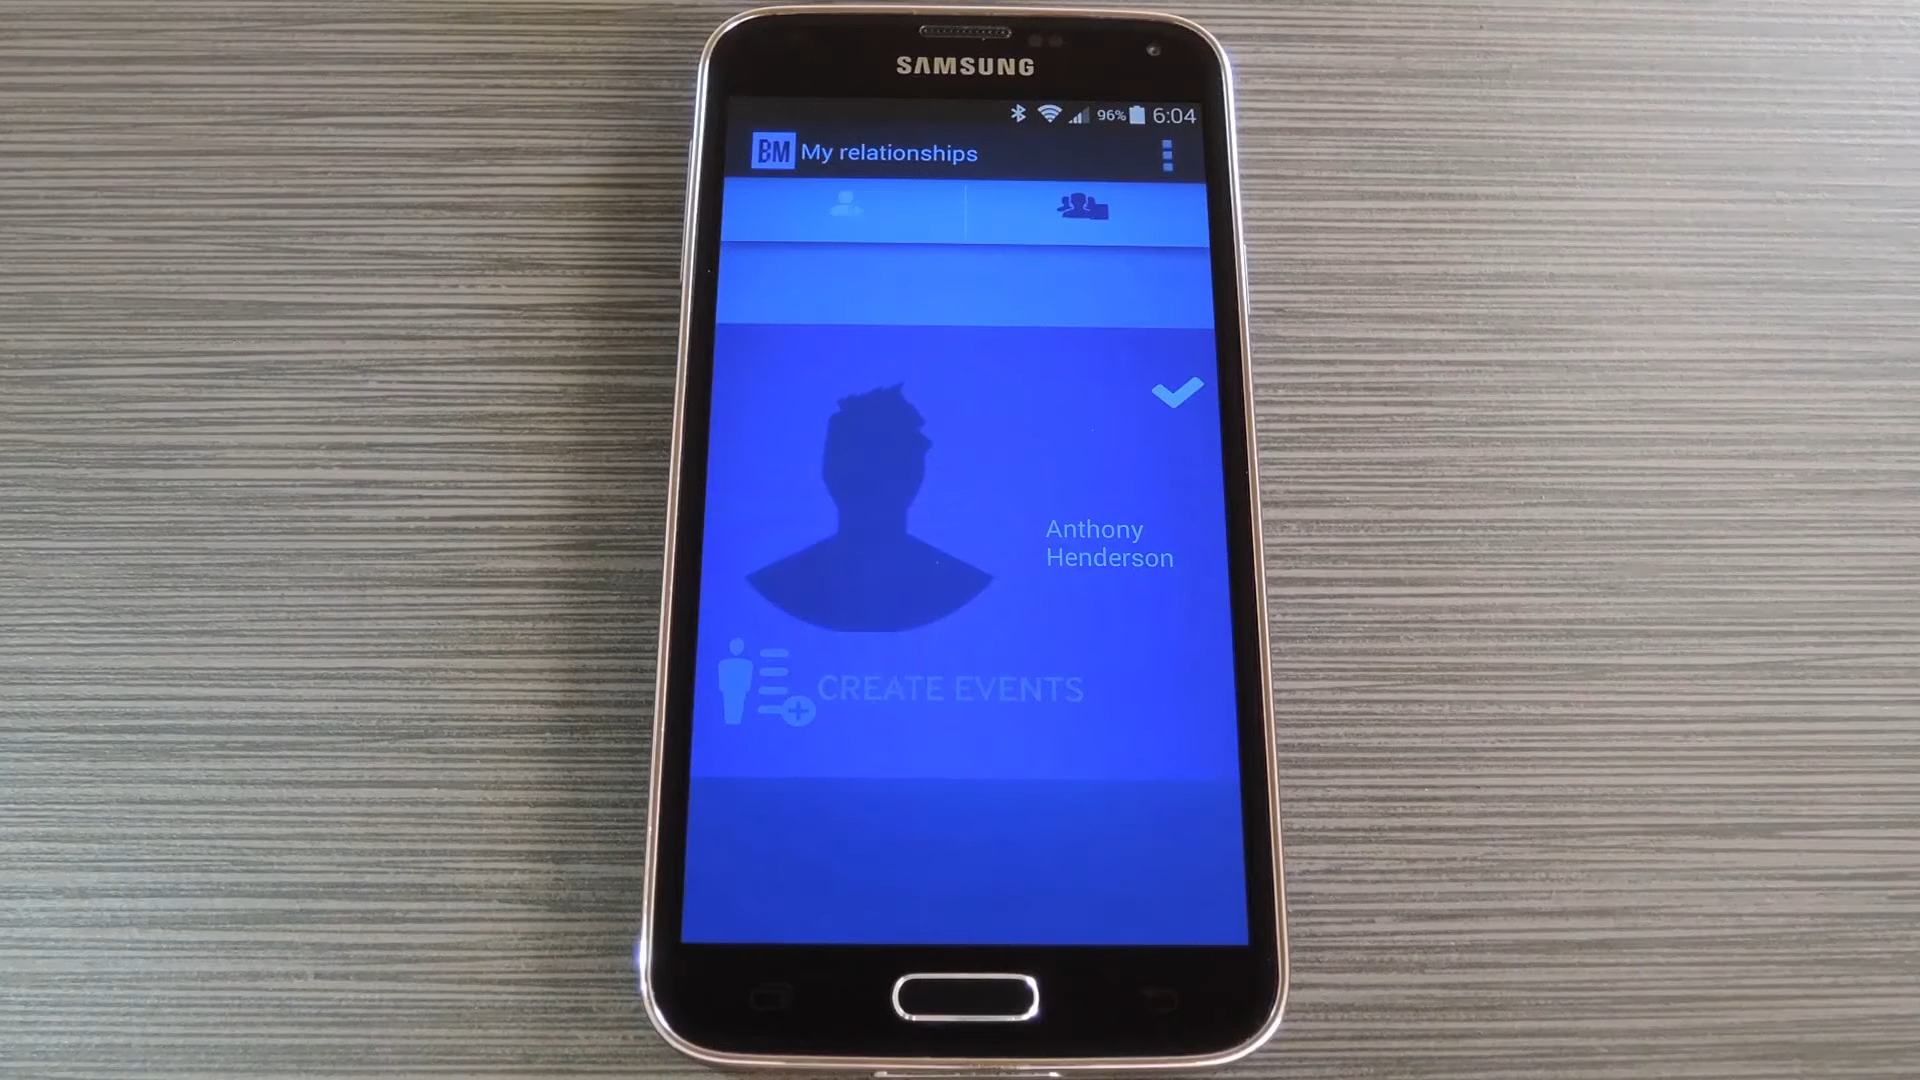 SAMSUNG
96% 6:04
BM My relationships
Anthony
Henderson
CREATE EVENTS